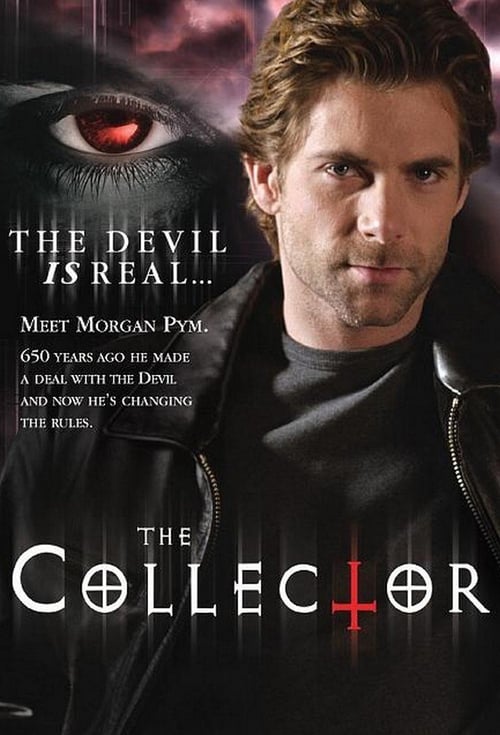 THE DEVIL
IS REAL...
MEET MORGAN PYM.
650 YEARS AGO HE MADE
A DEAL WITH THE DEVIL
AND NOW HE'S CHANGING
THE RULES.
THE
COLLECTOR